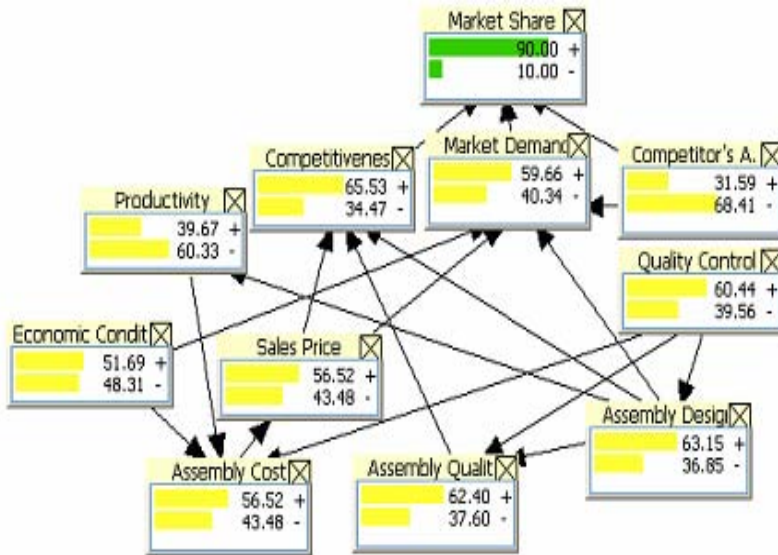 Market Share
90.00 +
10.00 -
Competitivenes
65.53 +
34.47 -
Market Demand
59.66 +
40.34 -
Competitor's A.
31.59 +
68.41 -
Productivity
39.67 +
60.33 -
Quality Control
60.44 +
39.56 -
Economic Condit
51.69 +
48.31 -
Sales Price
56.52 +
43.48 -
Assembly Desig
63.15 +
36.85 -
Assembly Cost
56.52 +
43.48 -
Assembly Qualit
62.40 +
37.60 -